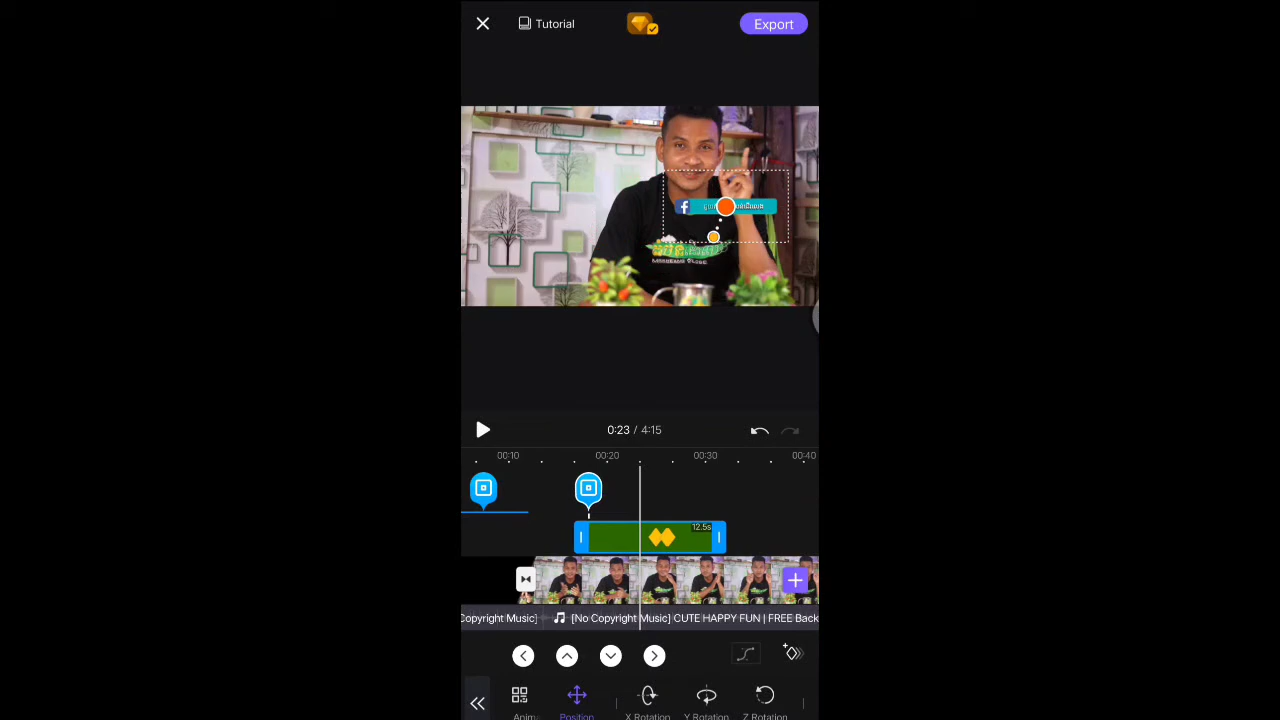 Tutorial
Export
0:23 / 4:15
00:10
00:20
00:30
00:40
12.5s
Copyright Music]
[No Copyright Music] CUTE HAPPY FUN | FREE Back
Position
X Rotation
Y Rotation
Z Rotation